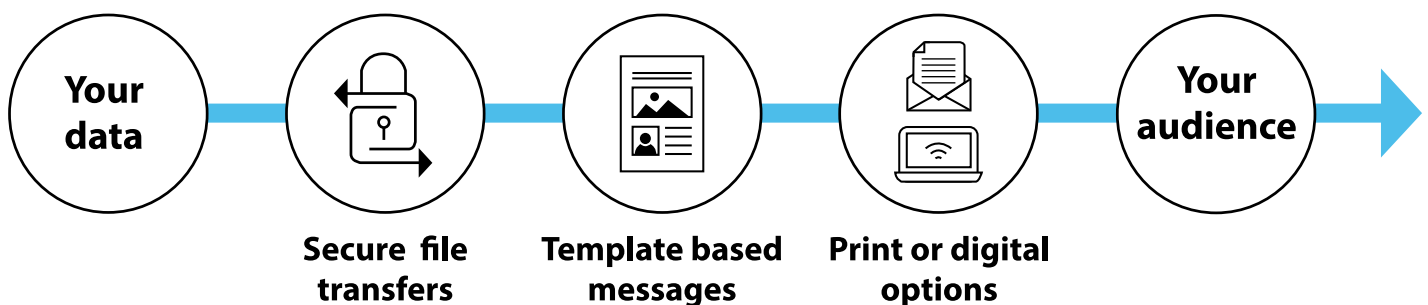 Your
data
Your
audience
Secure file
transfers
Template based
messages
Print or digital
options